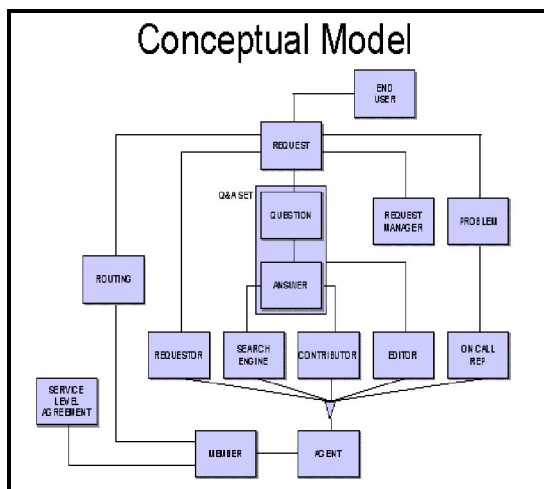 Conceptual Model
END
USER
REQUEST
Q&A SET
QUESTION
REQUEST
MANAGER
PROBLEM
ROUTING
ANSWER
REQUESTOR
SEARCH
ENGINE
CONTRIBUTOR
EDITOR
ON CALL
REP
SERVICE
LEVEL
AGREEMENT
MEMBER
AGENT